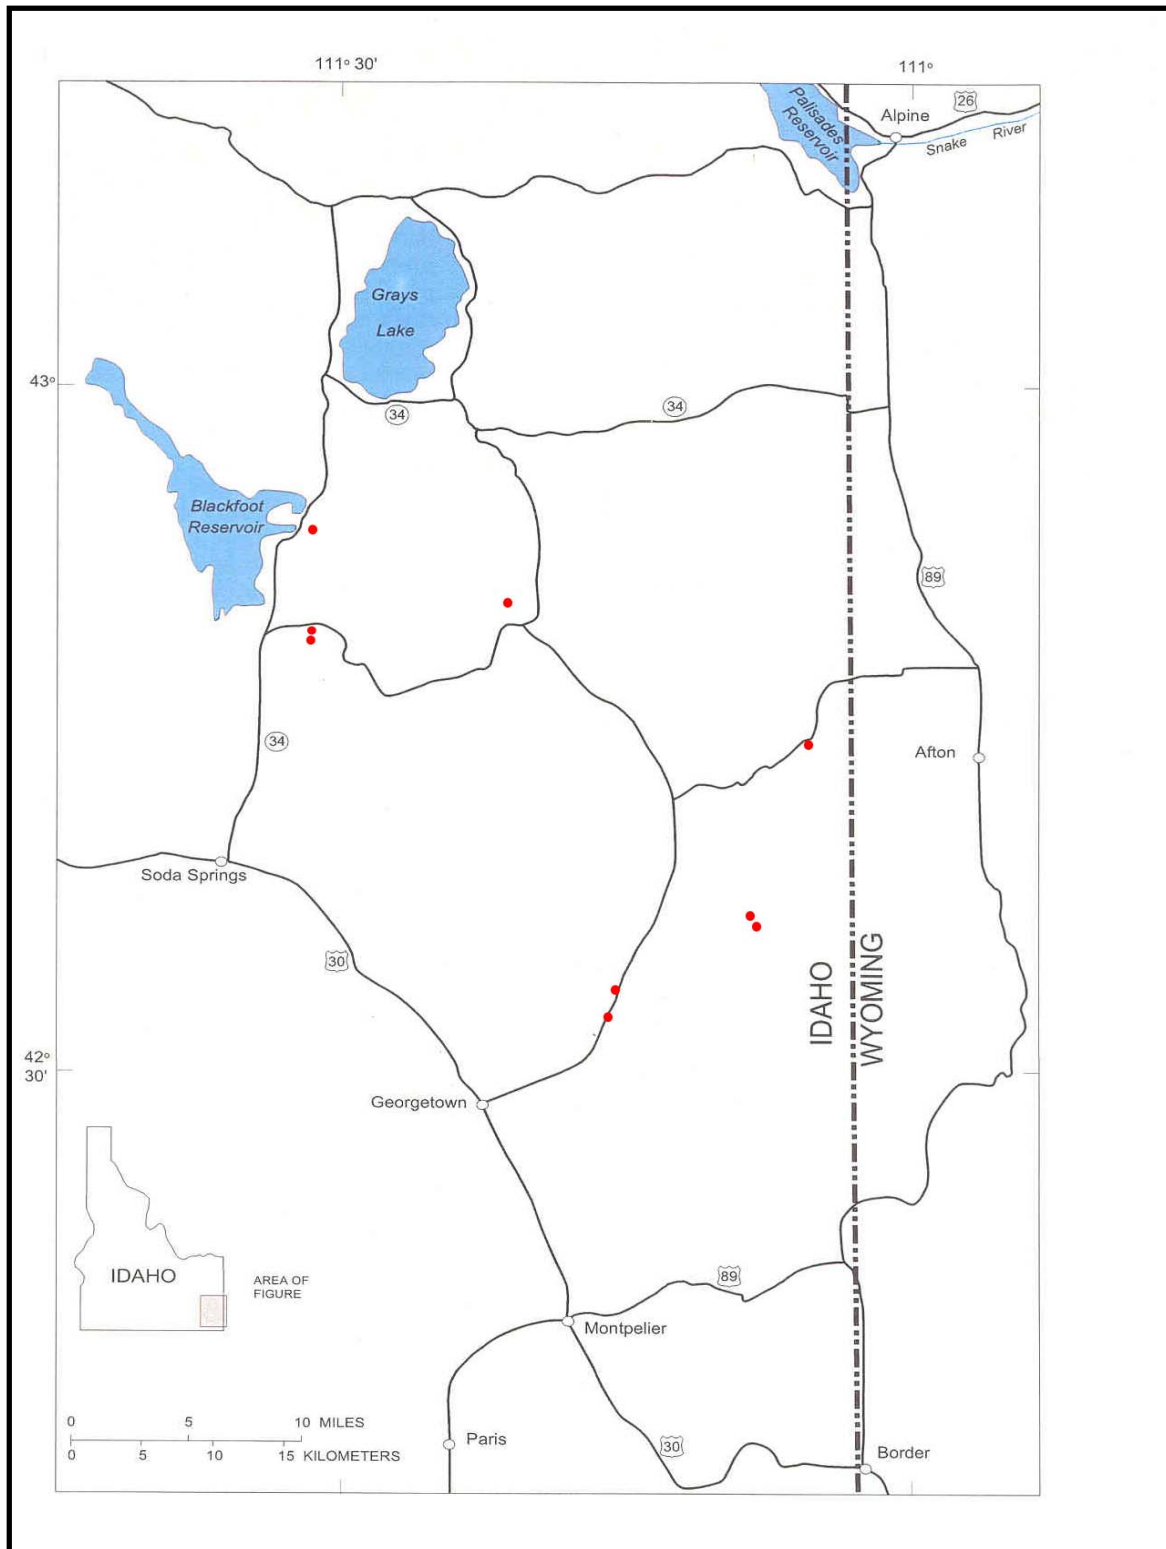 111° 30'
111°
26
Alpine
Palisades
Reservoir
Snake River
Grays
Lake
43°
34
34
Blackfoot
Reservoir
89
34
Afton
Soda Springs
30
IDAHO
WYOMING
42°
30'
Georgetown
IDAHO
AREA OF
FIGURE
89
Montpelier
0 5 10 MILES
0 5 10 15 KILOMETERS
Paris
30
Border